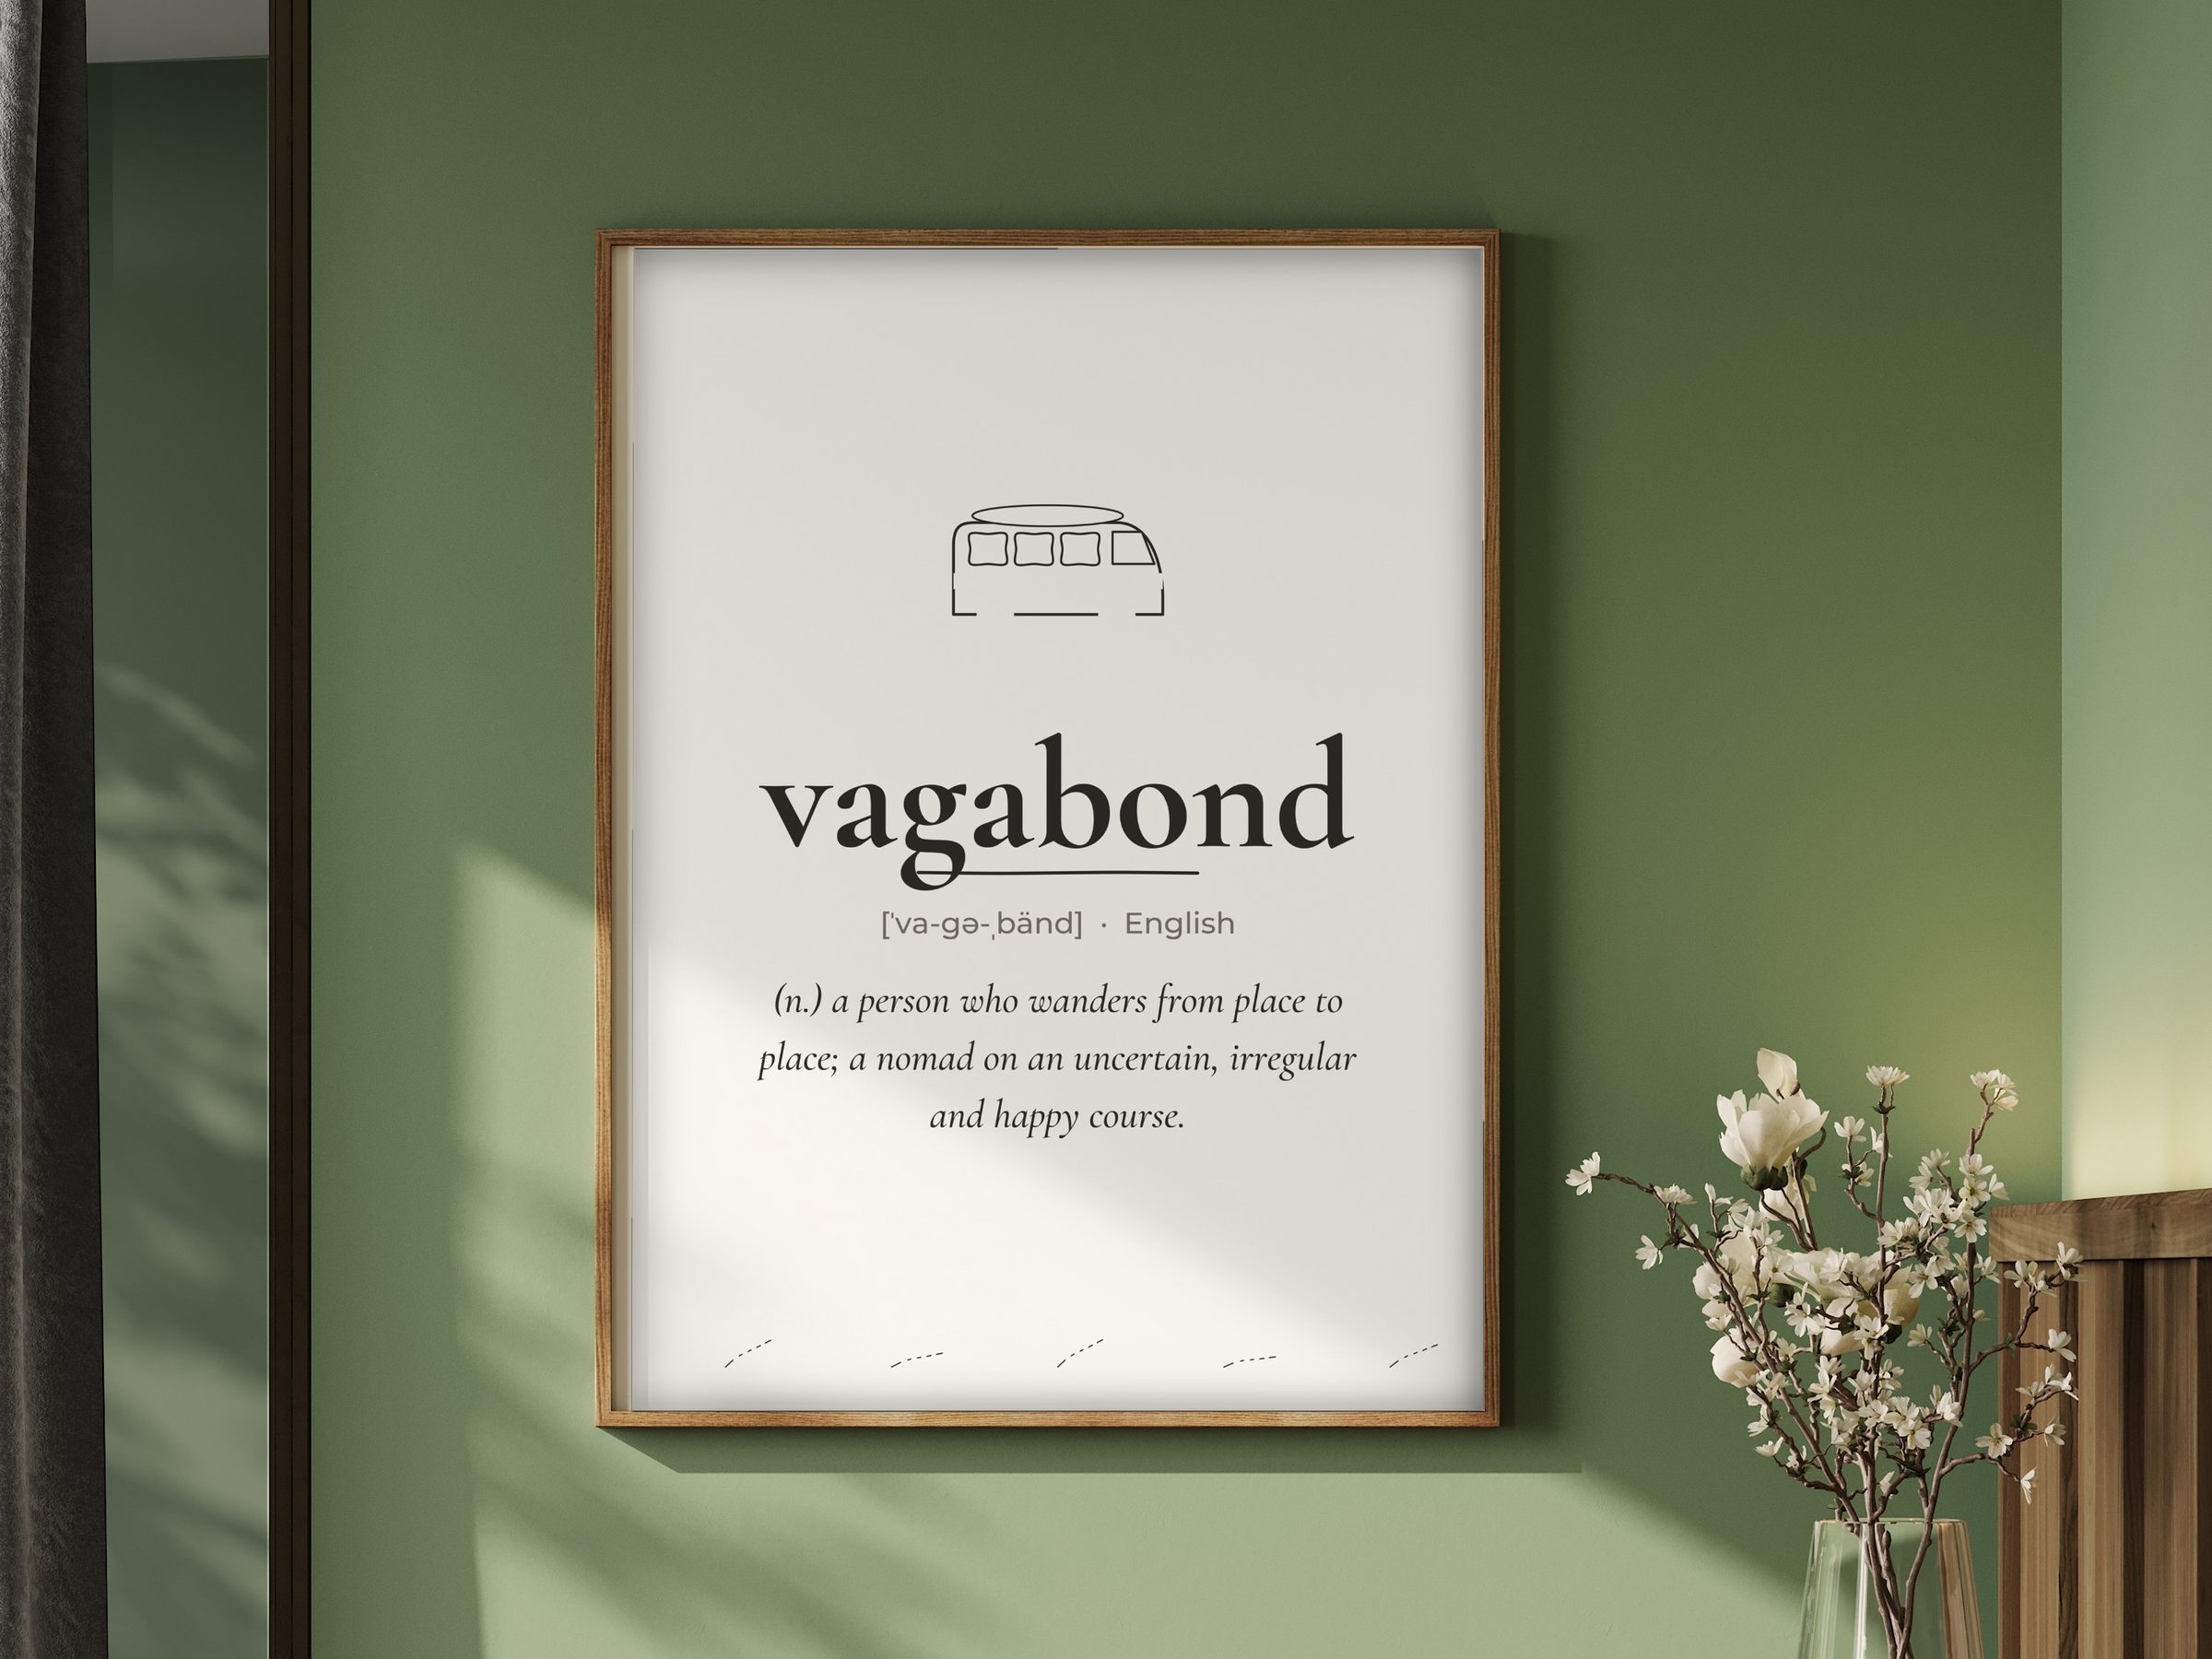 vagabond
['va-gə-ˌbänd] · English
(n.) a person who wanders from place to
place; a nomad on an uncertain, irregular
and happy course.